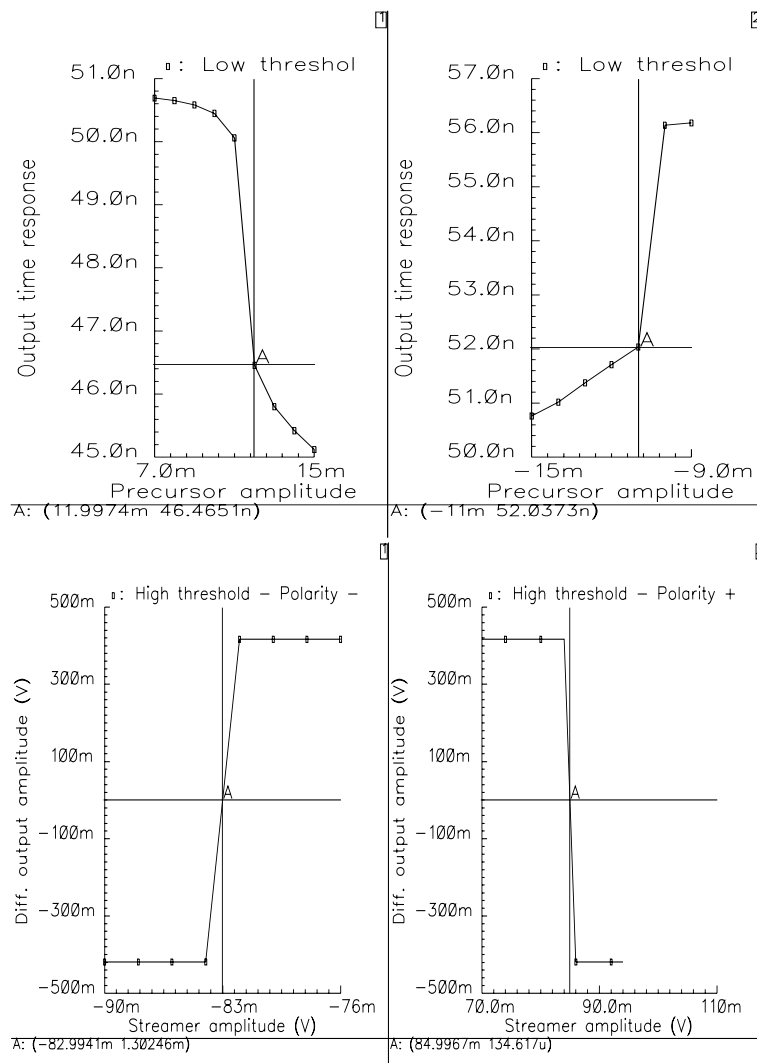 1
▯: Low threshol
51.0n
50.0n
49.0n
48.0n
47.0n
46.0n
45.0n
Output time response
A
7.0m 15m
Precursor amplitude
A: (11.9974m 46.4651n)
2
▯: Low threshol
57.0n
56.0n
55.0n
54.0n
53.0n
52.0n
51.0n
50.0n
Output time response
A
-15m -9.0m
Precursor amplitude
A: (-11m 52.0373n)
1
▯: High threshold - Polarity -
500m
300m
100m
-100m
-300m
-500m
Diff. output amplitude (V)
A
-90m -83m -76m
Streamer amplitude (V)
A: (-82.9941m 1.30246m)
▯: High threshold - Polarity +
500m
300m
100m
-100m
-300m
-500m
Diff. output amplitude (V)
A
70.0m 90.0m 110m
Streamer amplitude (V)
A: (84.9967m 134.617u)